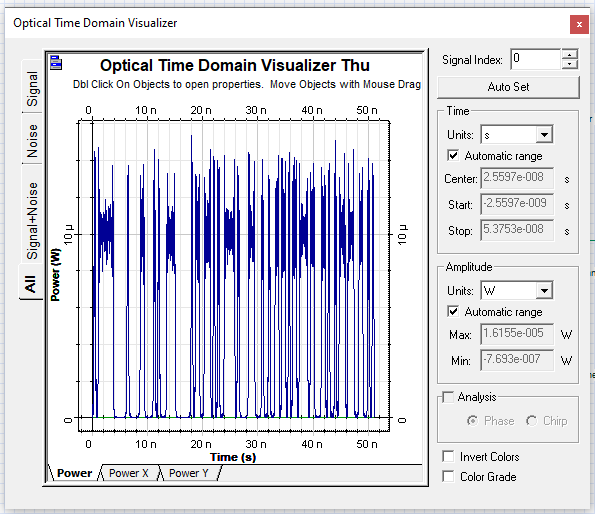 Optical Time Domain Visualizer
x
Signal
Noise
Signal+Noise
All
Optical Time Domain Visualizer Thu
Dbl Click On Objects to open properties.  Move Objects with Mouse Drag
0 10 n 20 n 30 n 40 n 50 n
Power (W)
0 10 µ
0 10 µ
0 10 n 20 n 30 n 40 n 50 n
Time (s)
Power Power X Power Y
Signal Index: 0
Auto Set
Time
Units: s
Automatic range
Center: 2.5597e-008 s
Start: -2.5597e-009 s
Stop: 5.3753e-008 s
Amplitude
Units: W
Automatic range
Max: 1.6155e-005 W
Min: -7.693e-007 W
Analysis
Phase Chirp
Invert Colors
Color Grade